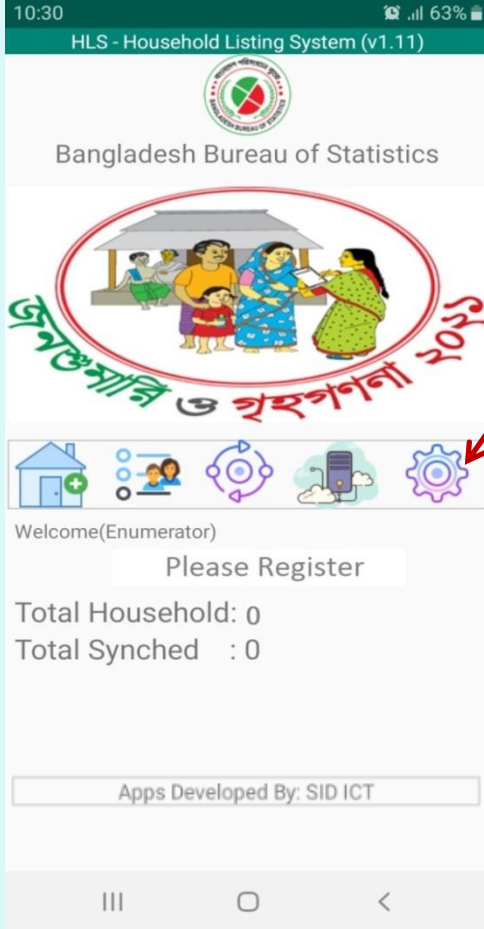 10:30
63%
HLS - Household Listing System (v1.11)
Bangladesh Bureau of Statistics
জনশুমারি ও গৃহগণনা ২০২১
Welcome(Enumerator)
Please Register
Total Household: 0
Total Synched : 0
Apps Developed By: SID ICT